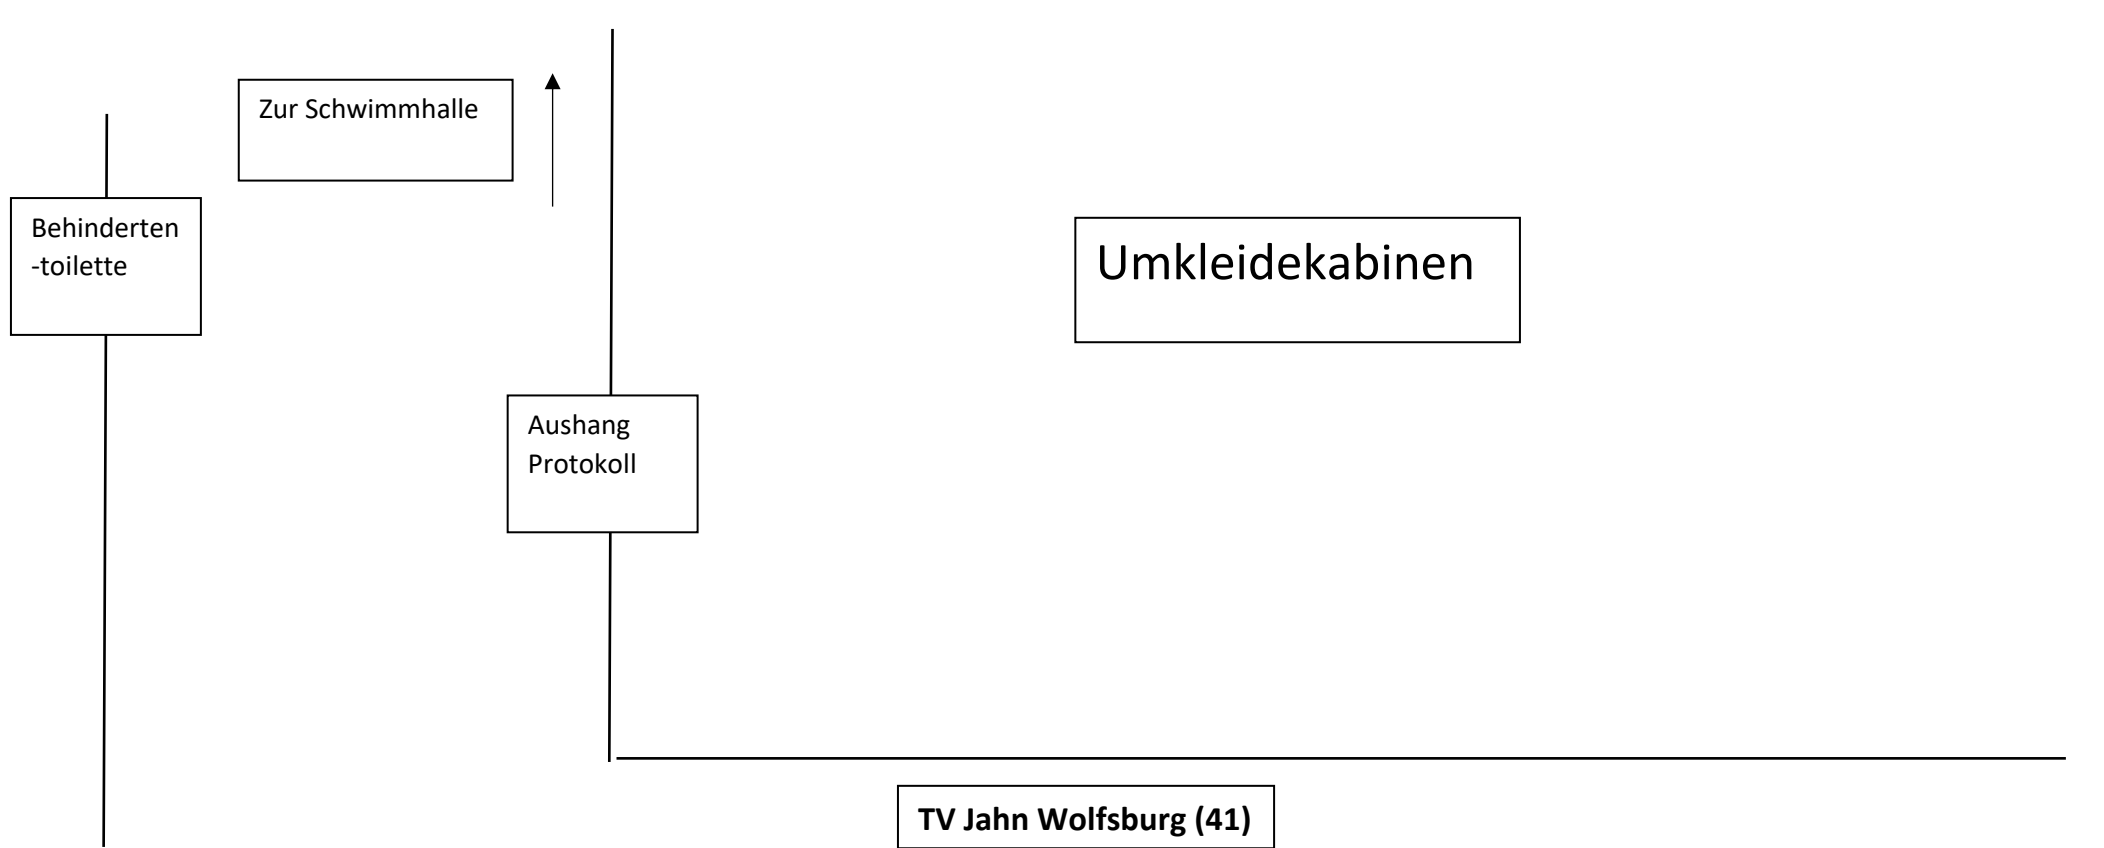 Zur Schwimmhalle
Behinderten
-toilette
Umkleidekabinen
Aushang
Protokoll
TV Jahn Wolfsburg (41)